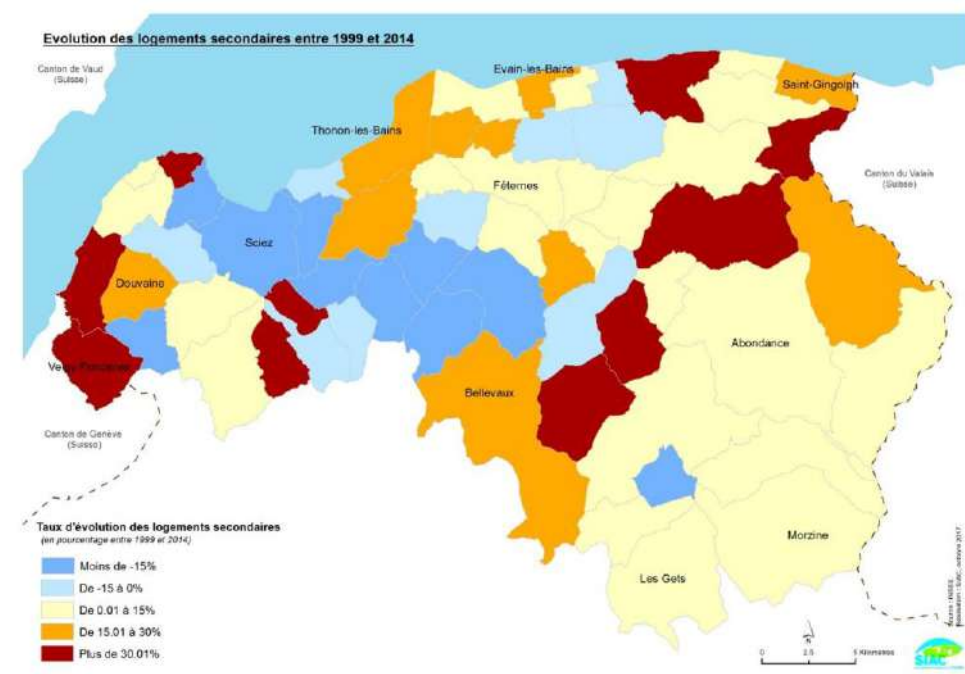 Evolution des logements secondaires entre 1999 et 2014
Canton de Vaud
(Suisse)
Evain-les-Bains
Saint-Gingolph
Thonon-les-Bains
Canton du Valais
(Suisse)
Féternes
Sciez
Douvaine
Abondance
Bellevaux
Canton de Genève
(Suisse)
Morzine
Les Gets
Taux d'évolution des logements secondaires
(en pourcentage entre 1999 et 2014)
Moins de -15%
De -15 à 0%
De 0.01 à 15%
De 15.01 à 30%
Plus de 30.01%
0 2.5 5 Kilomètres
SIAC